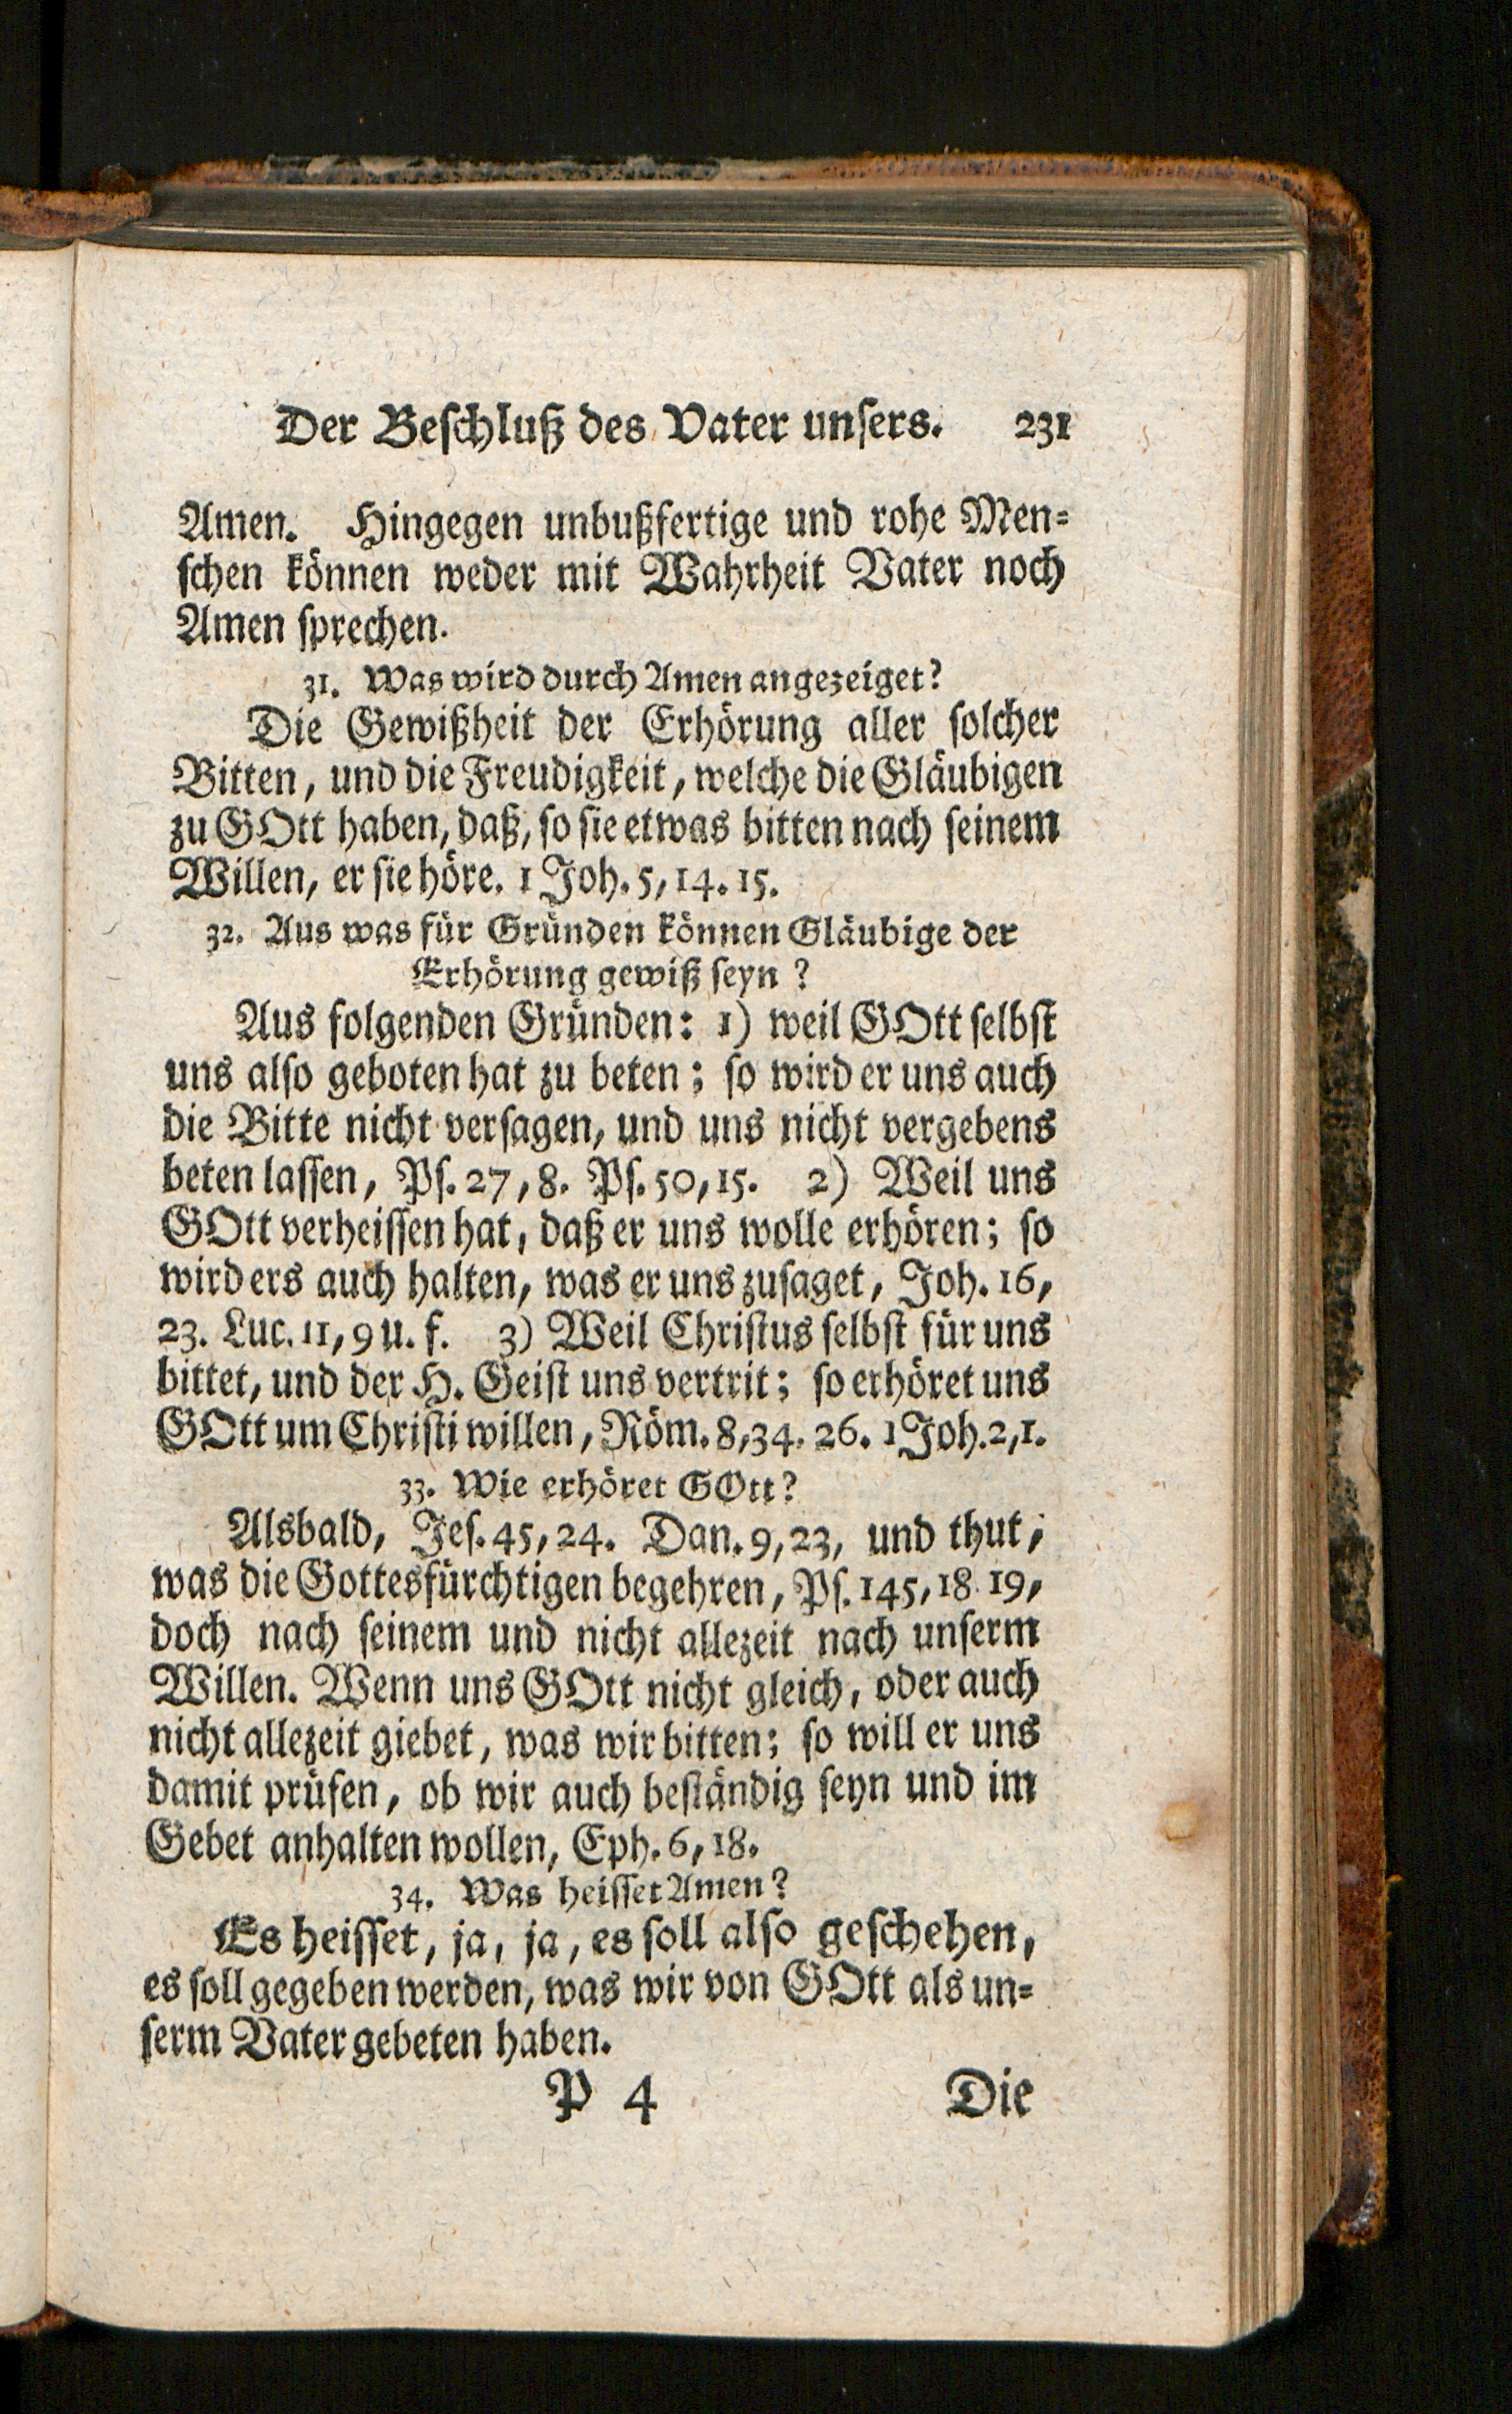 Der Beſchluß des Vater unſers. 231
Amen. Hingegen unbußfertige und rohe Men-
ſchen können weder mit Wahrheit Vater noch
Amen ſprechen.
31. Was wird durch Amen angezeiget?
Die Gewißheit der Erhörung aller ſolcher
Bitten, und die Freudigkeit, welche die Gläubigen
zu GOtt haben, daß, ſo ſie etwas bitten nach ſeinem
Willen, er ſie höre. 1 Joh. 5, 14. 15.
32. Aus was für Gründen können Gläubige der
Erhörung gewiß ſeyn?
Aus folgenden Gründen: 1) weil GOtt ſelbſt
uns alſo geboten hat zu beten; ſo wird er uns auch
die Bitte nicht verſagen, und uns nicht vergebens
beten laſſen, Pſ. 27, 8. Pſ. 50, 15. 2) Weil uns
GOtt verheiſſen hat, daß er uns wolle erhören; ſo
wird ers auch halten, was er uns zuſaget, Joh. 16,
23. Luc. 11, 9 u. f. 3) Weil Chriſtus ſelbſt für uns
bittet, und der H. Geiſt uns vertrit; ſo erhöret uns
GOtt um Chriſti willen, Röm. 8, 34. 26. 1 Joh. 2, 1.
33. Wie erhöret GOtt?
Alsbald, Jeſ. 45, 24. Dan. 9, 23, und thut,
was die Gottesfürchtigen begehren, Pſ. 145, 18. 19,
doch nach ſeinem und nicht allezeit nach unſerm
Willen. Wenn uns GOtt nicht gleich, oder auch
nicht allezeit giebet, was wir bitten; ſo will er uns
damit prüfen, ob wir auch beſtändig ſeyn und im
Gebet anhalten wollen, Eph. 6, 18.
34. Was heiſſet Amen?
Es heiſſet, ja, ja, es ſoll alſo geſchehen,
es ſoll gegeben werden, was wir von GOtt als un-
ſerm Vater gebeten haben.
P 4 Die